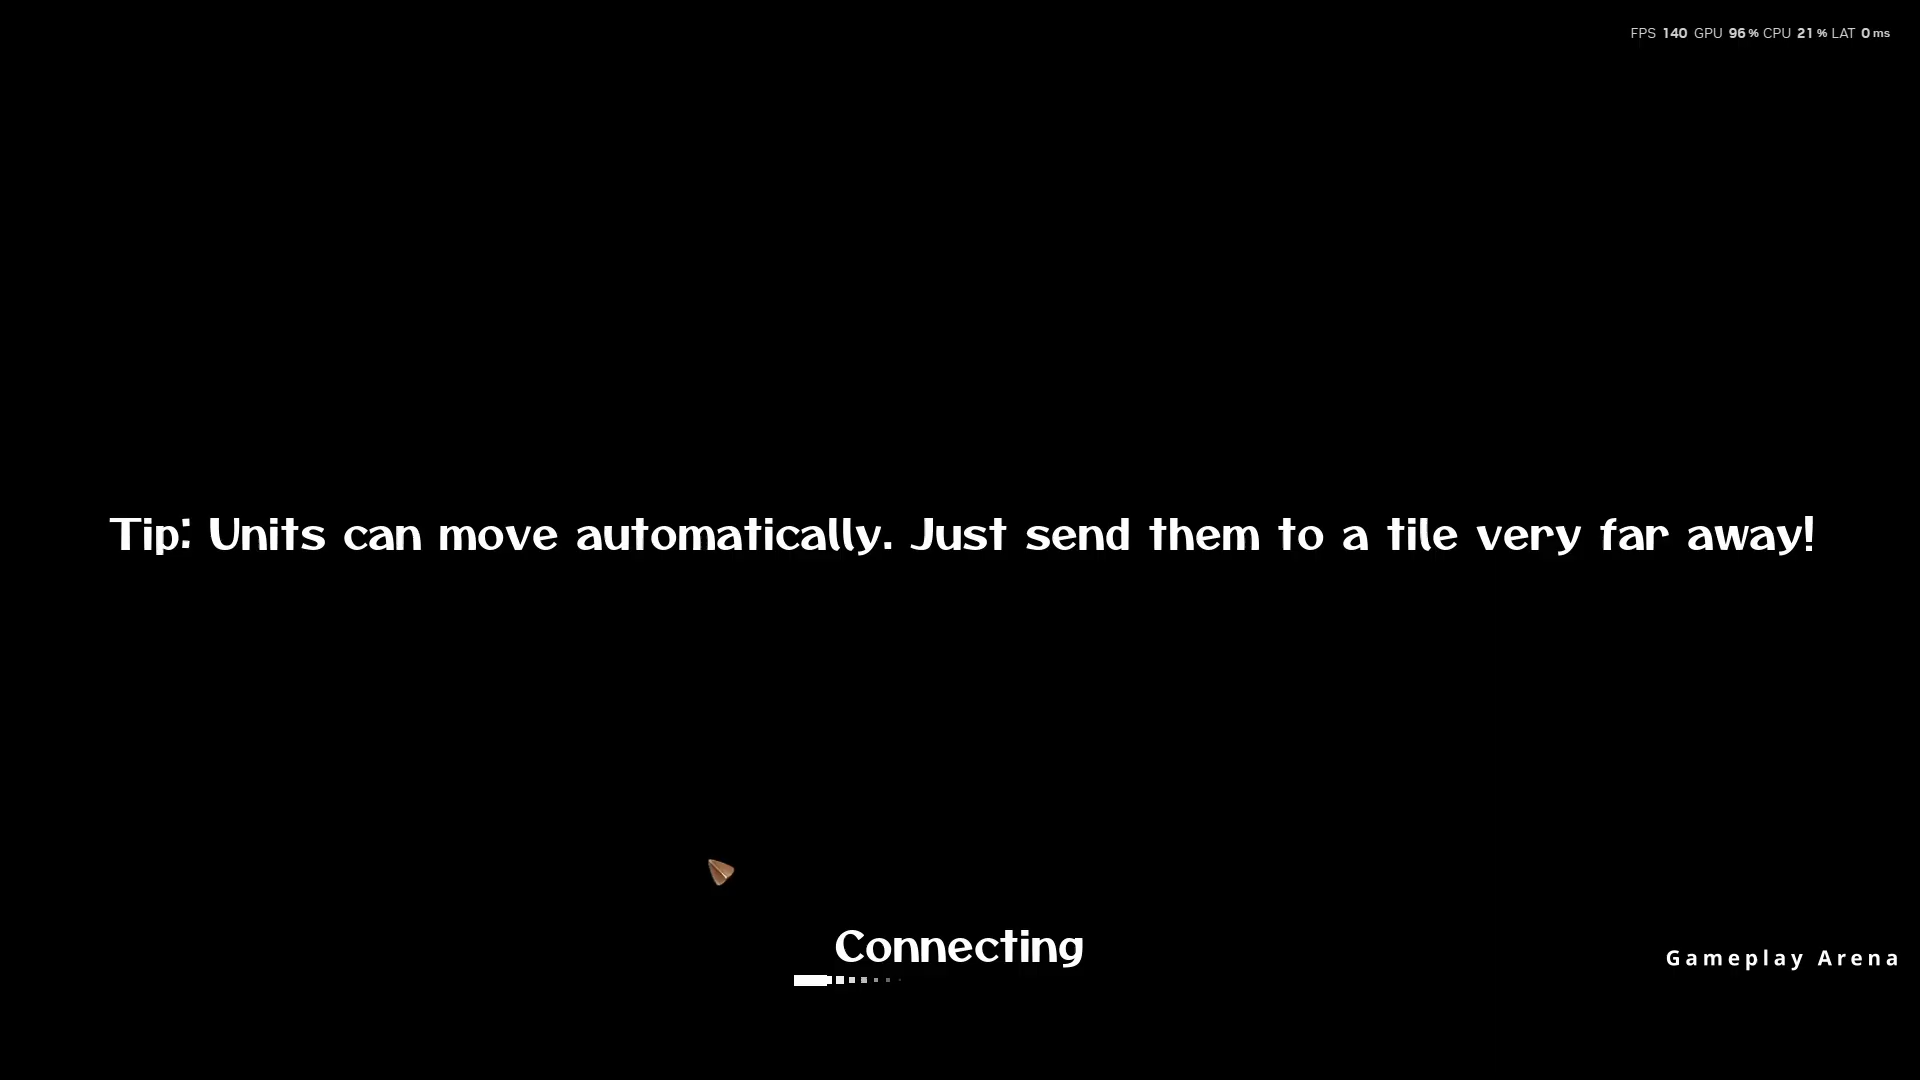 FPS 140 GPU 96% CPU 21% LAT 0 ms
Tip: Units can move automatically. Just send them to a tile very far away!
Connecting
Gameplay Arena